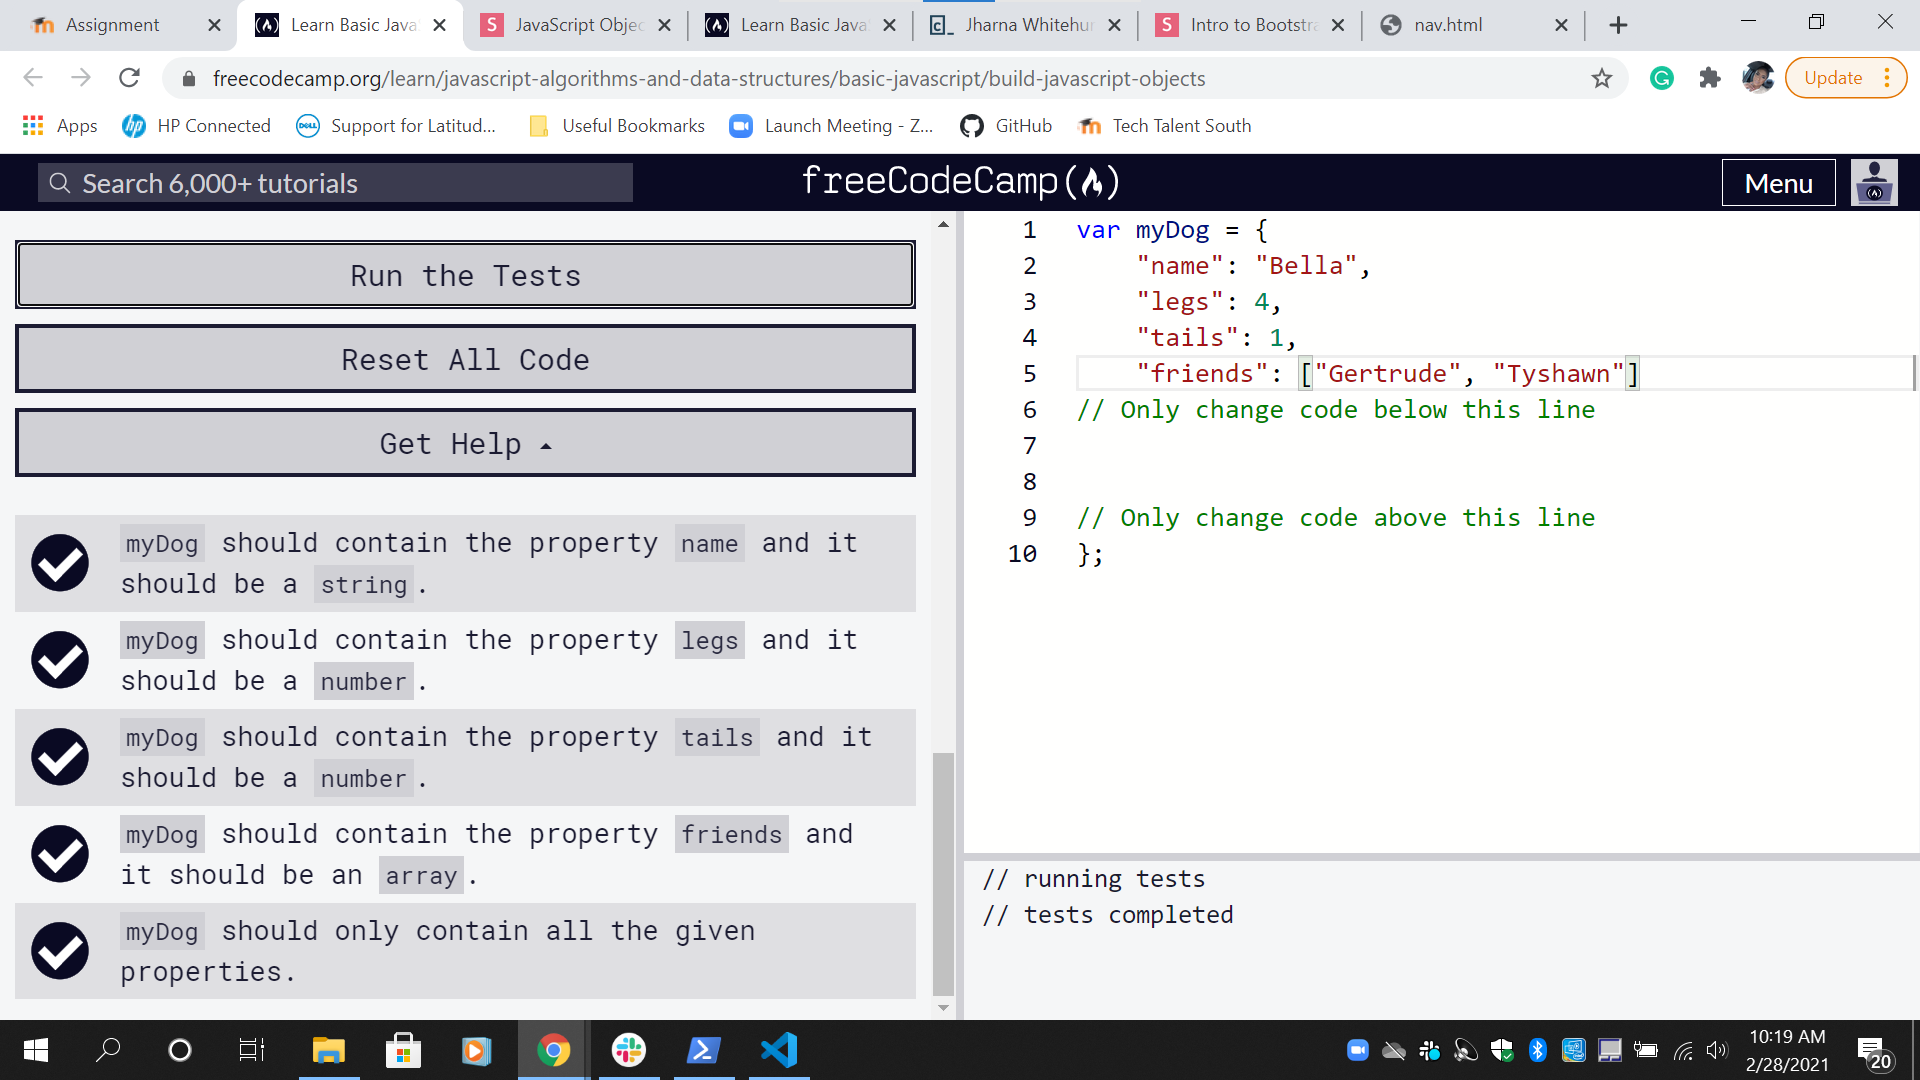 Assignment
Learn Basic Java
JavaScript Objec
Learn Basic Java
Jharna Whitehur
Intro to Bootstra
nav.html
freecodecamp.org/learn/javascript-algorithms-and-data-structures/basic-javascript/build-javascript-objects
Update
Apps
HP Connected
Support for Latitud...
Useful Bookmarks
Launch Meeting - Z...
GitHub
Tech Talent South
Search 6,000+ tutorials
freeCodeCamp
Menu
Run the Tests
Reset All Code
Get Help
myDog should contain the property name and it
should be a string.
myDog should contain the property legs and it
should be a number.
myDog should contain the property tails and it
should be a number.
myDog should contain the property friends and
it should be an array.
myDog should only contain all the given
properties.
1 var myDog = {
2 "name": "Bella",
3 "legs": 4,
4 "tails": 1,
5 "friends": ["Gertrude", "Tyshawn"]
6 // Only change code below this line
7
8
9 // Only change code above this line
10 };
// running tests
// tests completed
10:19 AM
2/28/2021
20